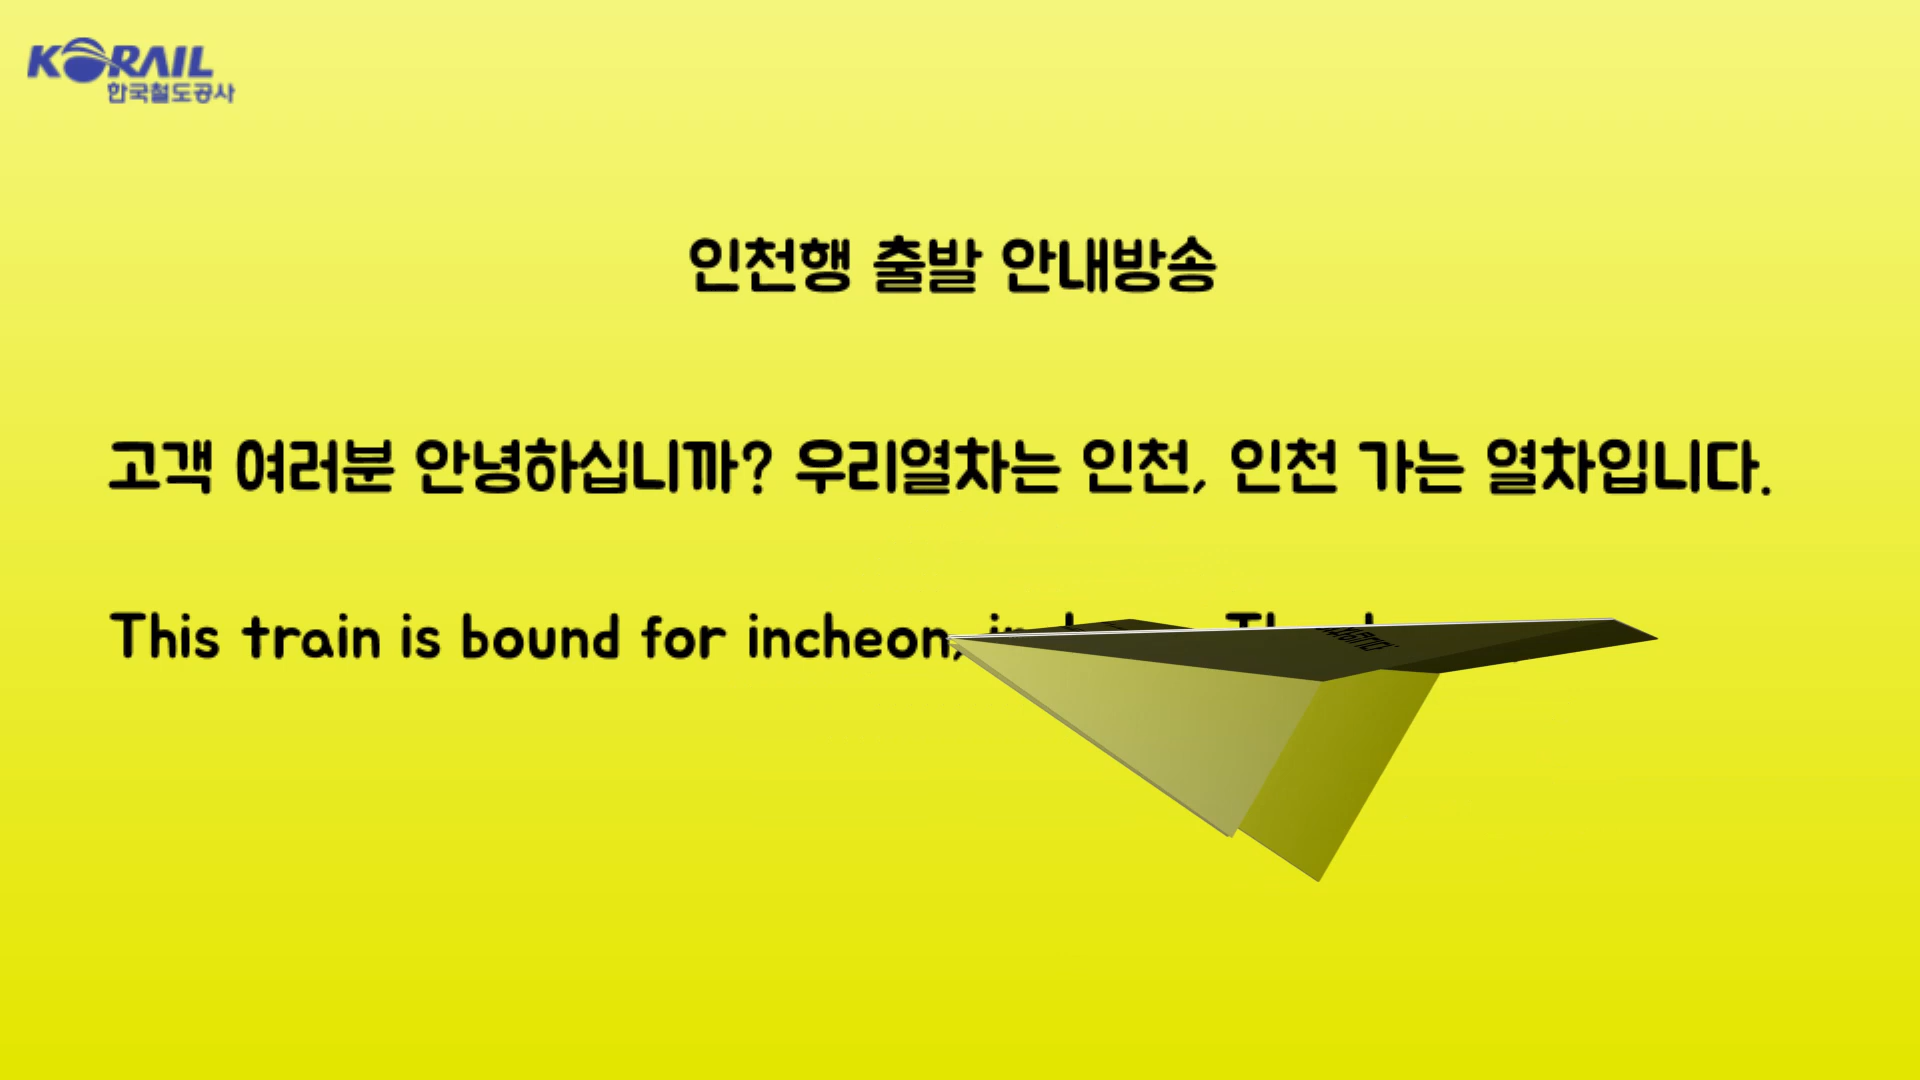 KORAIL
한국철도공사
인천행 출발 안내방송
고객 여러분 안녕하십니까? 우리열차는 인천, 인천 가는 열차입니다.
This train is bound for incheon,